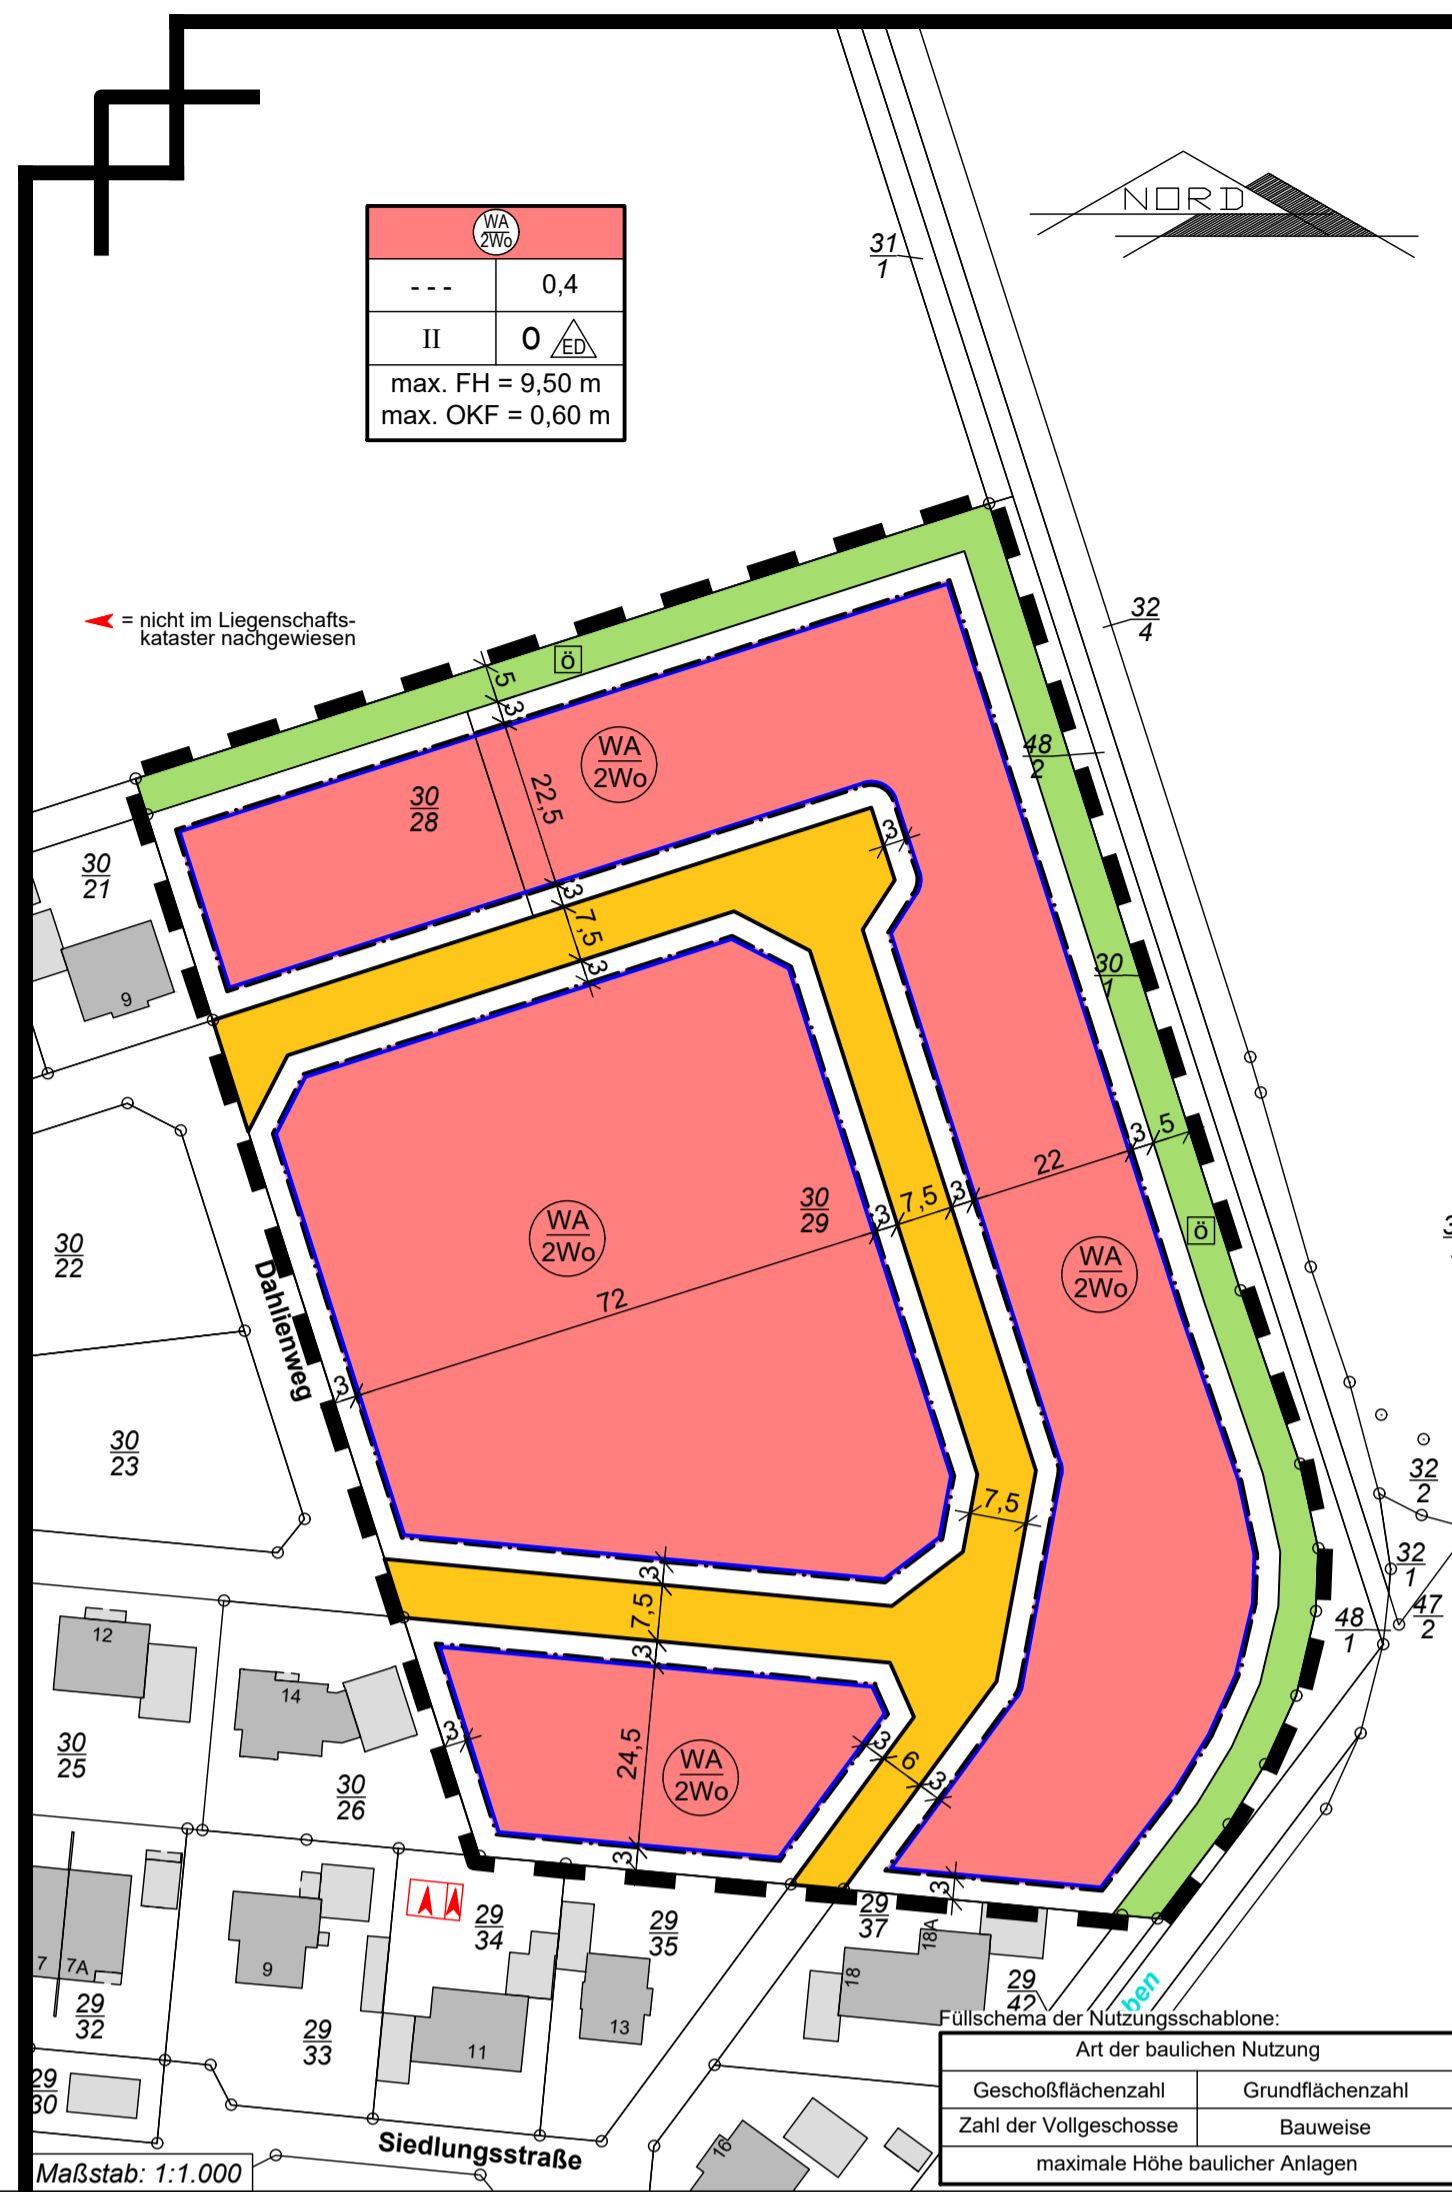 NORD
WA
2Wo
- - - 0,4
II o ED
max. FH = 9,50 m
max. OKF = 0,60 m
31
1
= nicht im Liegenschafts-
kataster nachgewiesen
32
4
ö
5
3
WA
2Wo
48
2
22,5
30
28
3
30
21
3
7,5
9
3
30
1
3
5
22
30
29
3
7,5
3
WA
2Wo
ö
WA
2Wo
30
22
Dahlienweg
72
3
30
23
7,5
32
2
3
32
1
7,5
47
2
48
1
12
3
14
3
24,5
3
6
3
WA
2Wo
30
25
30
26
3
3
29
34
29
35
29
37
18A
18
7
7A
9
29
42
ben
29
32
29
33
11
13
Füllschema der Nutzungsschablone:
Art der baulichen Nutzung
Geschoßflächenzahl Grundflächenzahl
Zahl der Vollgeschosse Bauweise
maximale Höhe baulicher Anlagen
29
30
16
Siedlungsstraße
Maßstab: 1:1.000